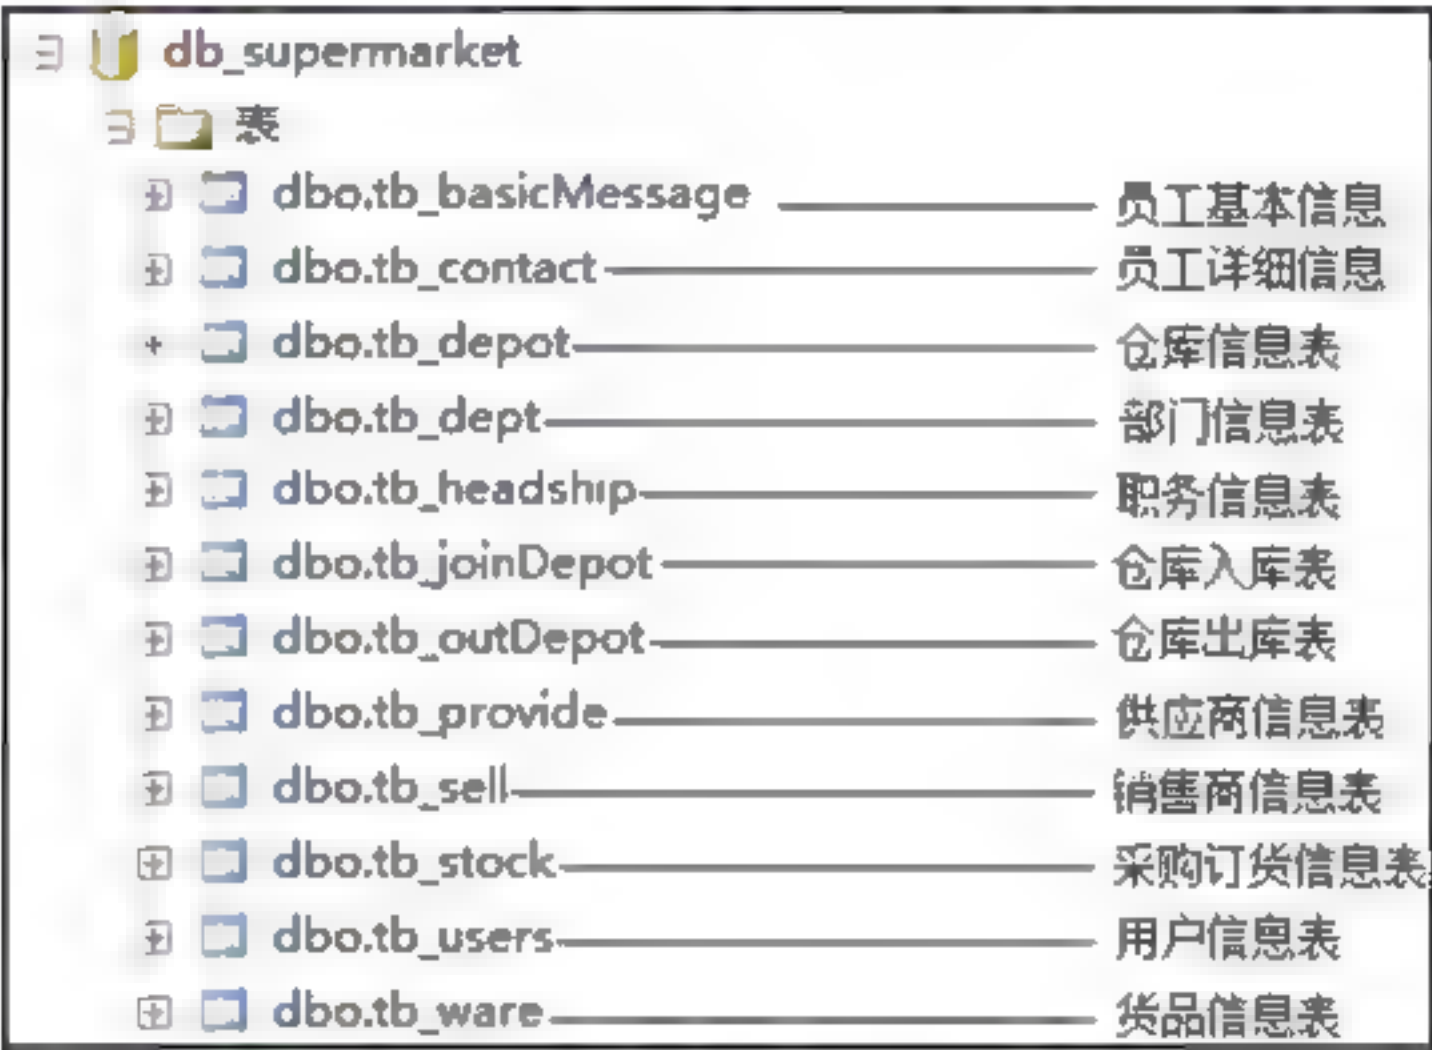 db_supermarket
表
dbo.tb_basicMessage 员工基本信息
dbo.tb_contact 员工详细信息
dbo.tb_depot 仓库信息表
dbo.tb_dept 部门信息表
dbo.tb_headship 职务信息表
dbo.tb_joinDepot 仓库入库表
dbo.tb_outDepot 仓库出库表
dbo.tb_provide 供应商信息表
dbo.tb_sell 销售商信息表
dbo.tb_stock 采购订货信息表
dbo.tb_users 用户信息表
dbo.tb_ware 货品信息表